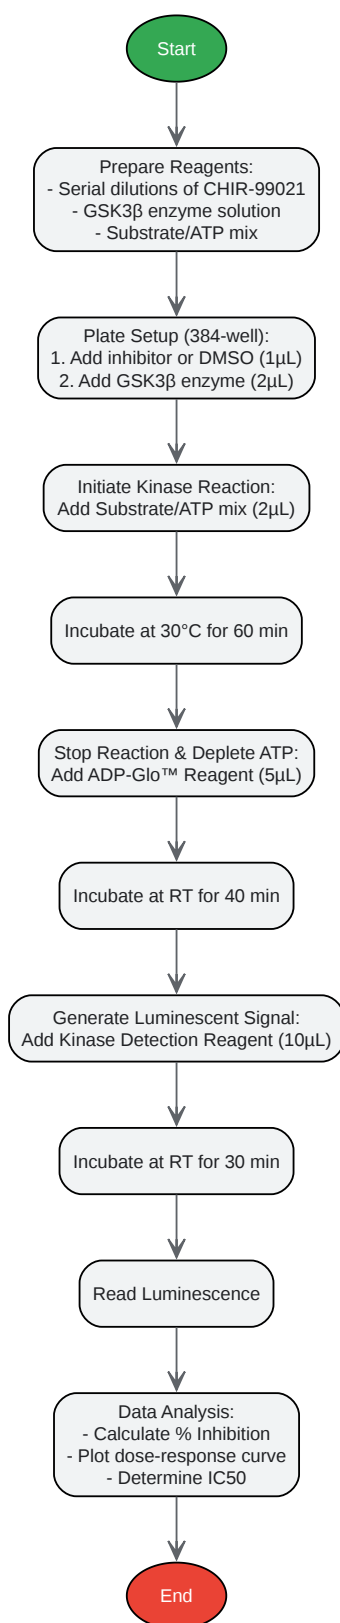 Start
Prepare Reagents:
- Serial dilutions of CHIR-99021
- GSK3β enzyme solution
- Substrate/ATP mix
Plate Setup (384-well):
1. Add inhibitor or DMSO (1µL)
2. Add GSK3β enzyme (2µL)
Initiate Kinase Reaction:
Add Substrate/ATP mix (2µL)
Incubate at 30°C for 60 min
Stop Reaction & Deplete ATP:
Add ADP-Glo™ Reagent (5µL)
Incubate at RT for 40 min
Generate Luminescent Signal:
Add Kinase Detection Reagent (10µL)
Incubate at RT for 30 min
Read Luminescence
Data Analysis:
- Calculate % Inhibition
- Plot dose-response curve
- Determine IC50
End